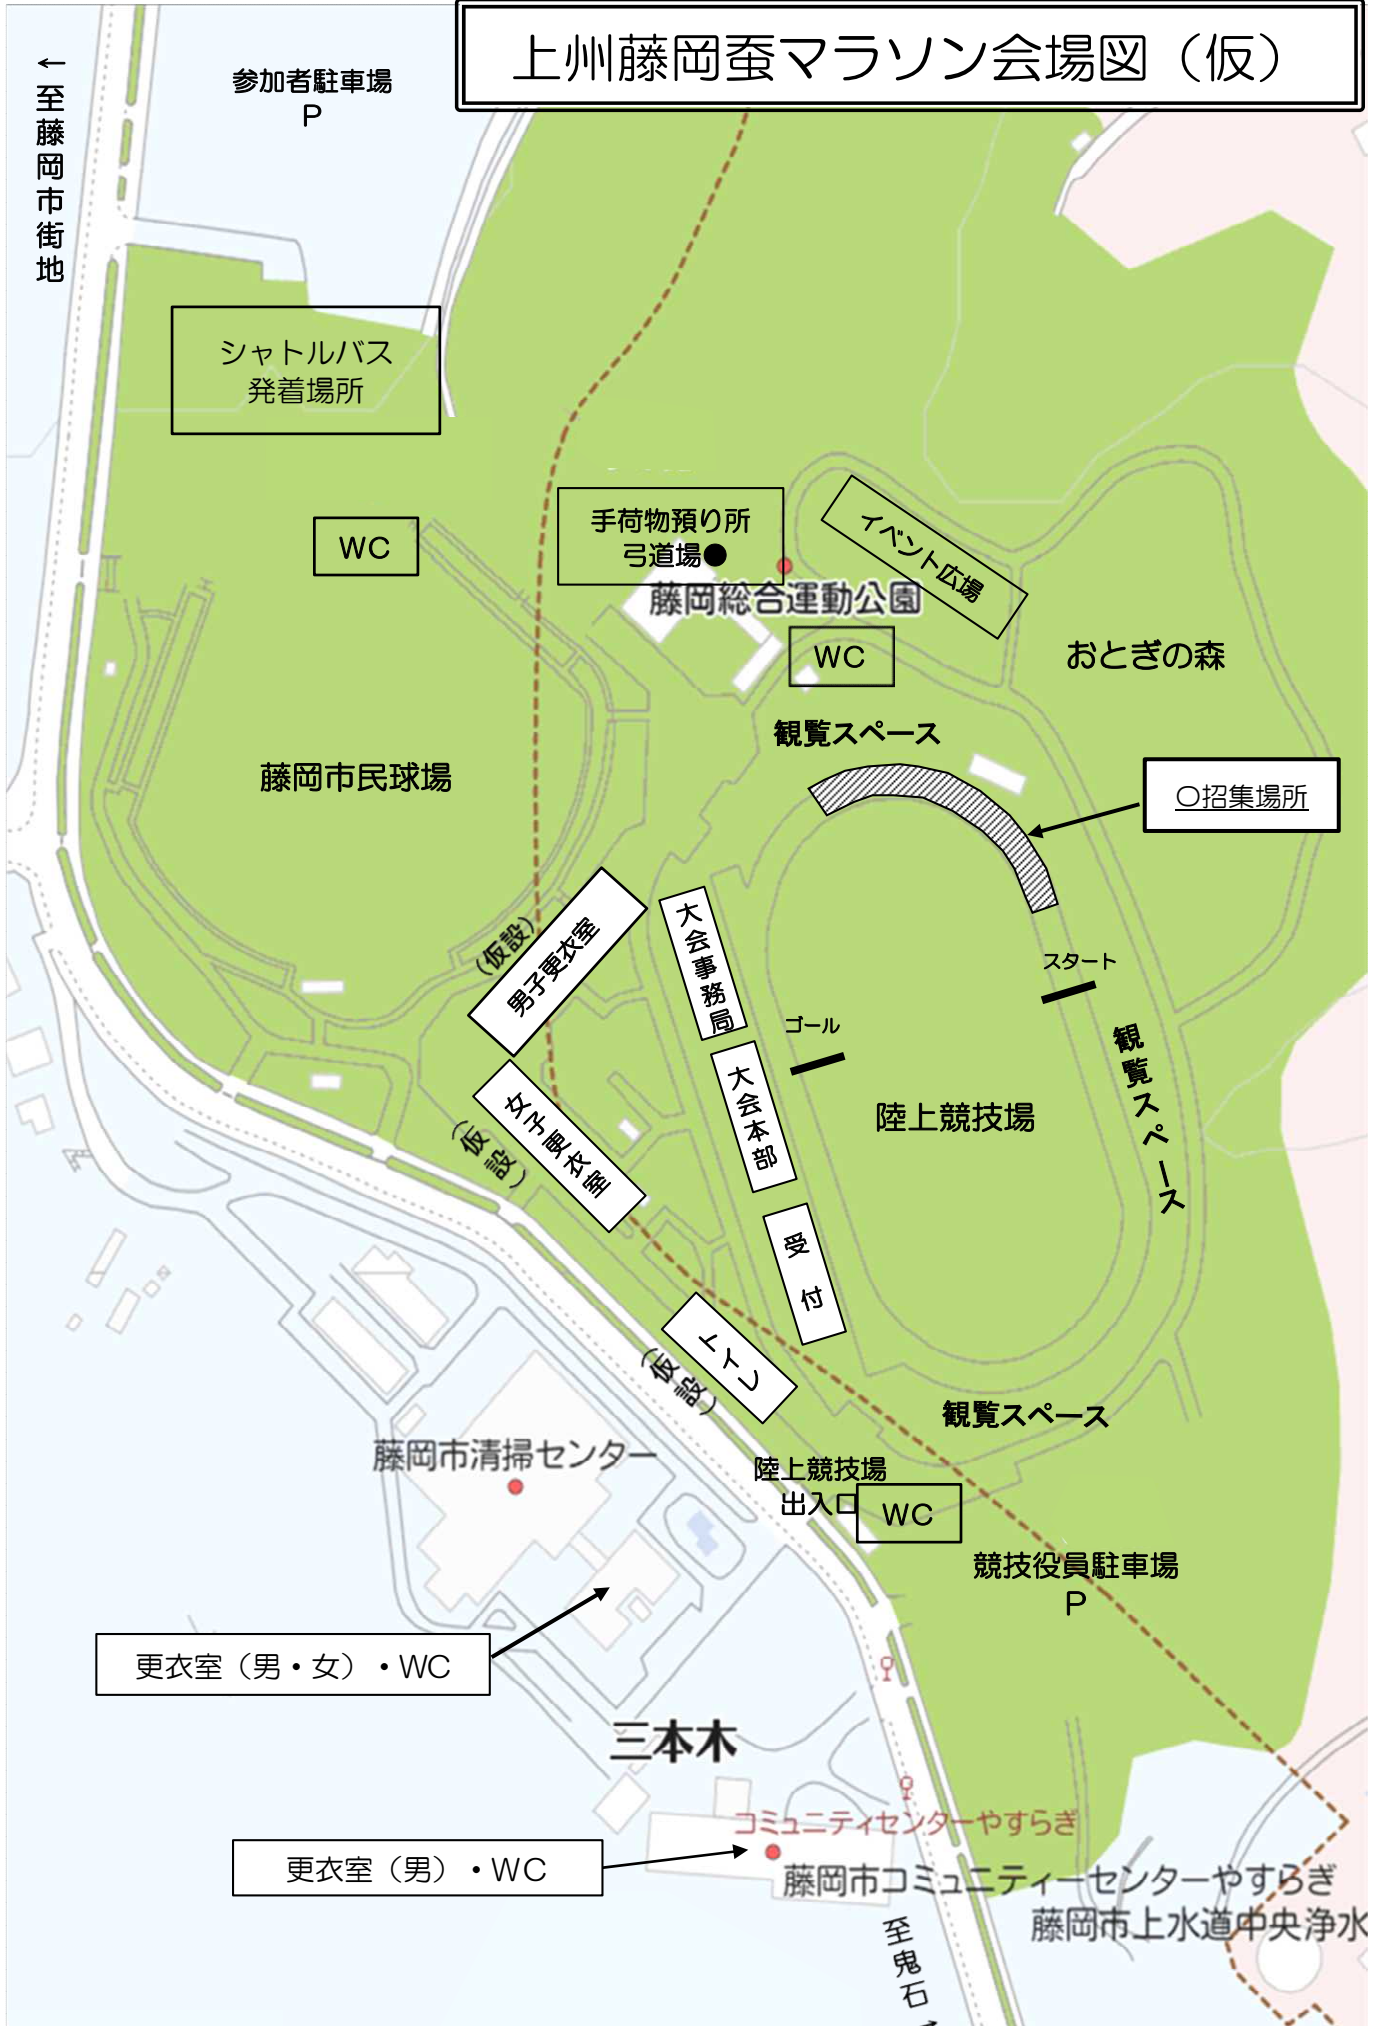 上州藤岡蚕マラソン会場図（仮）
←至藤岡市街地
参加者駐車場
P
シャトルバス
発着場所
WC
手荷物預り所
弓道場●
イベント広場
藤岡総合運動公園
WC
おとぎの森
観覧スペース
藤岡市民球場
〇招集場所
男子更衣室
（仮設）
大会事務局
スタート
ゴール
観覧スペース
大会本部
陸上競技場
女子更衣室
（仮設）
受付
トイレ
（仮設）
観覧スペース
藤岡市清掃センター
陸上競技場
出入口
WC
競技役員駐車場
P
更衣室（男・女）・WC
三本木
コミュニティセンターやすらぎ
更衣室（男）・WC
藤岡市コミュニティーセンターやすらぎ
藤岡市上水道中央浄水
至鬼石→